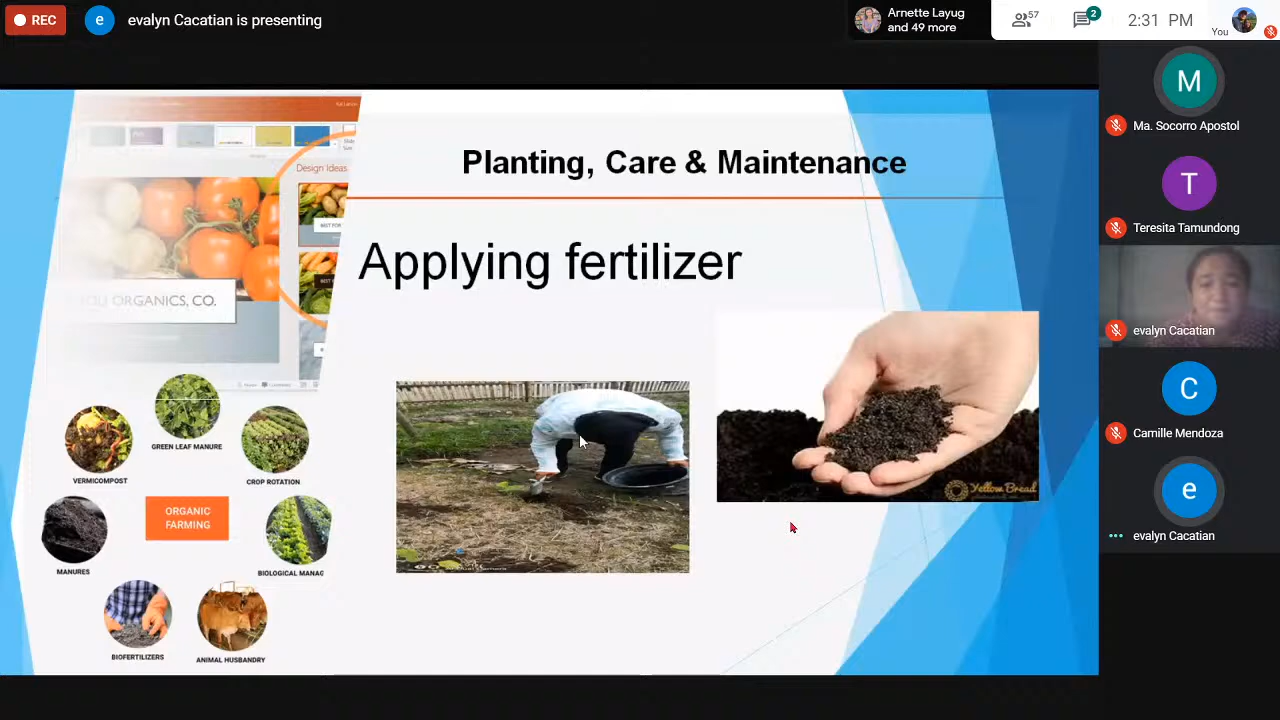 REC
e
evalyn Cacatian is presenting
Arnette Layug
and 49 more
57
2
2:31 PM
You
Planting, Care & Maintenance
Applying fertilizer
Design Ideas
ORGANICS, CO.
GREEN LEAF MANURE
VERMICOMPOST
CROP ROTATION
ORGANIC
FARMING
MANURES
BIOLOGICAL MANAG
BIOFERTILIZERS
ANIMAL HUSBANDRY
Yellow Bread
M
Ma. Socorro Apostol
T
Teresita Tamundong
evalyn Cacatian
C
Camille Mendoza
e
evalyn Cacatian